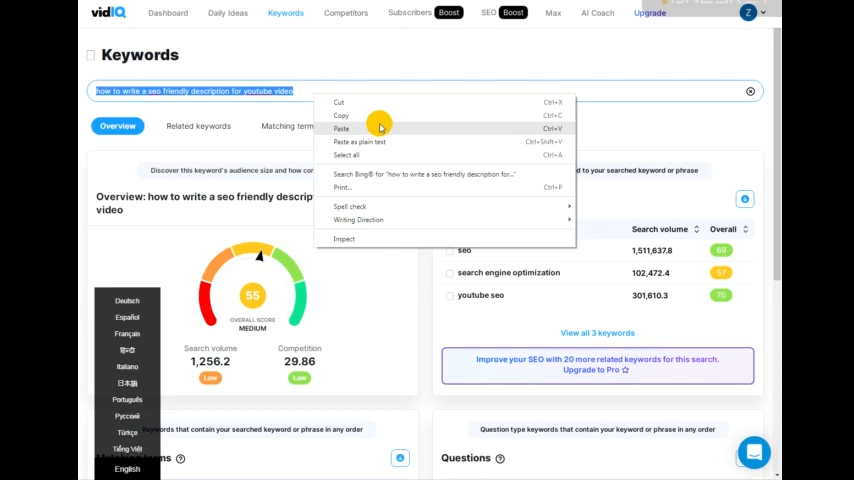 vidIQ Dashboard Daily Ideas Keywords Competitors Subscribers Boost SEO Boost Max AI Coach Upgrade Z
Keywords
how to write a seo friendly description for youtube video
Overview Related keywords Matching term
Cut Ctrl+X
Copy Ctrl+C
Paste Ctrl+V
Paste as plain text Ctrl+Shift+V
Select all Ctrl+A
Search Bing® for "how to write a seo friendly description for..."
Print... Ctrl+P
Spell check
Writing Direction
Inspect
Discover this keyword's audience size and how con
d to your searched keyword or phrase
Overview: how to write a seo friendly descrip
video
55
OVERALL SCORE
MEDIUM
Search volume Competition
1,256.2 29.86
Low Low
Search volume Overall
seo 1,511,637.8 69
search engine optimization 102,472.4 57
youtube seo 301,610.3 70
View all 3 keywords
Improve your SEO with 20 more related keywords for this search.
Upgrade to Pro
Deutsch
Español
Français
हिन्दी
Italiano
日本語
Português
Русский
Türkçe
Tiếng Việt
English
Keywords that contain your searched keyword or phrase in any order
Question type keywords that contain your keyword or phrase in any order
Questions